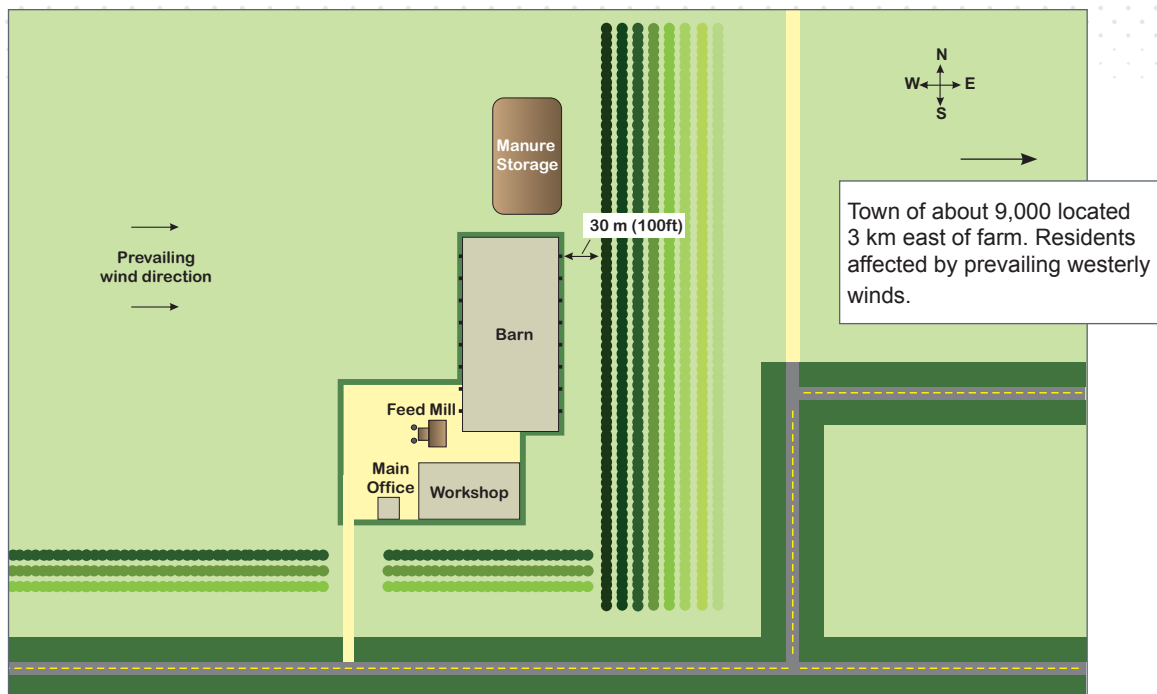 N
W
E
S
Manure
Storage
Town of about 9,000 located
3 km east of farm. Residents
affected by prevailing westerly
winds.
30 m (100ft)
Prevailing
wind direction
Barn
Feed Mill
Main
Office
Workshop